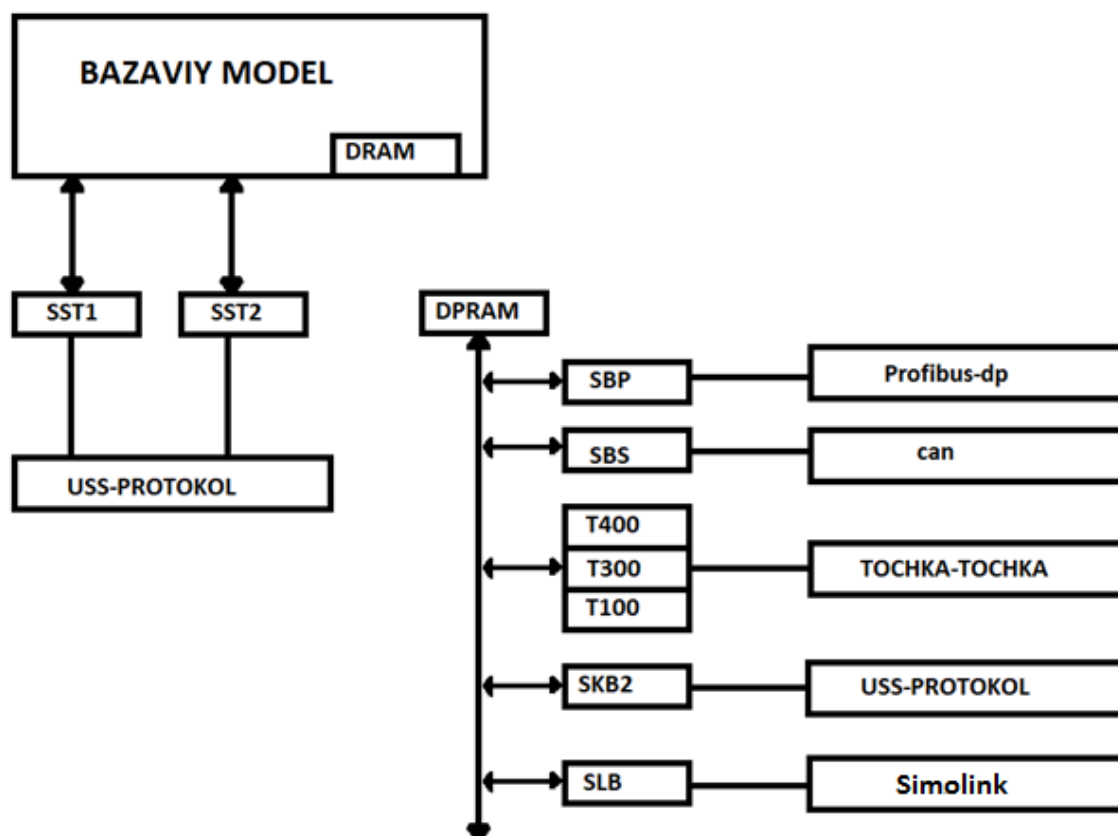 BAZAVIY MODEL
DRAM
SST1
SST2
USS-PROTOKOL
DPRAM
SBP
Profibus-dp
SBS
can
T400
T300
T100
TOCHKA-TOCHKA
SKB2
USS-PROTOKOL
SLB
Simolink